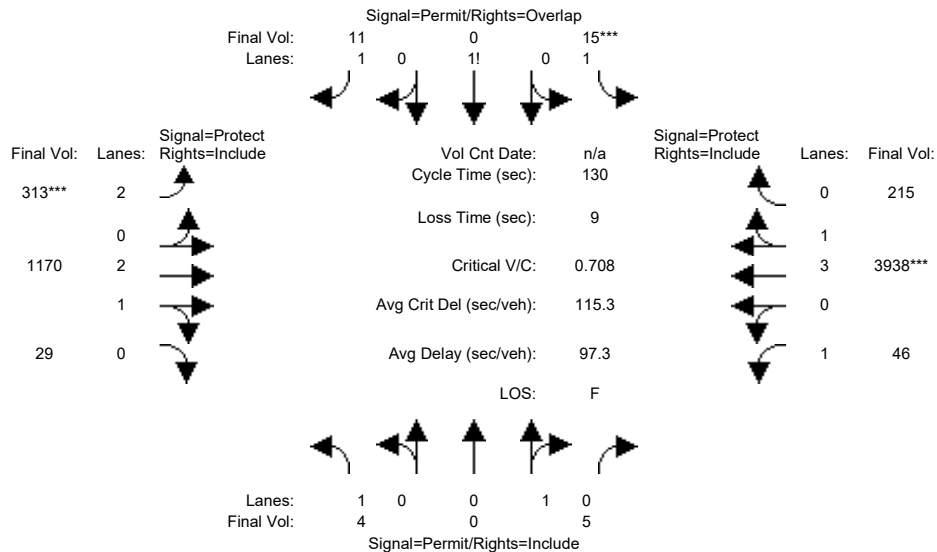 Signal=Permit/Rights=Overlap
Final Vol: 11 0 15***
Lanes: 1 0 1! 0 1
Signal=Protect Signal=Protect
Final Vol: Lanes: Rights=Include Vol Cnt Date: n/a Rights=Include Lanes: Final Vol:
Cycle Time (sec): 130
313*** 2 0 215
Loss Time (sec): 9
0 1
1170 2 Critical V/C: 0.708 3 3938***
1 Avg Crit Del (sec/veh): 115.3 0
29 0 Avg Delay (sec/veh): 97.3 1 46
LOS: F
Lanes: 1 0 0 1 0
Final Vol: 4 0 5
Signal=Permit/Rights=Include